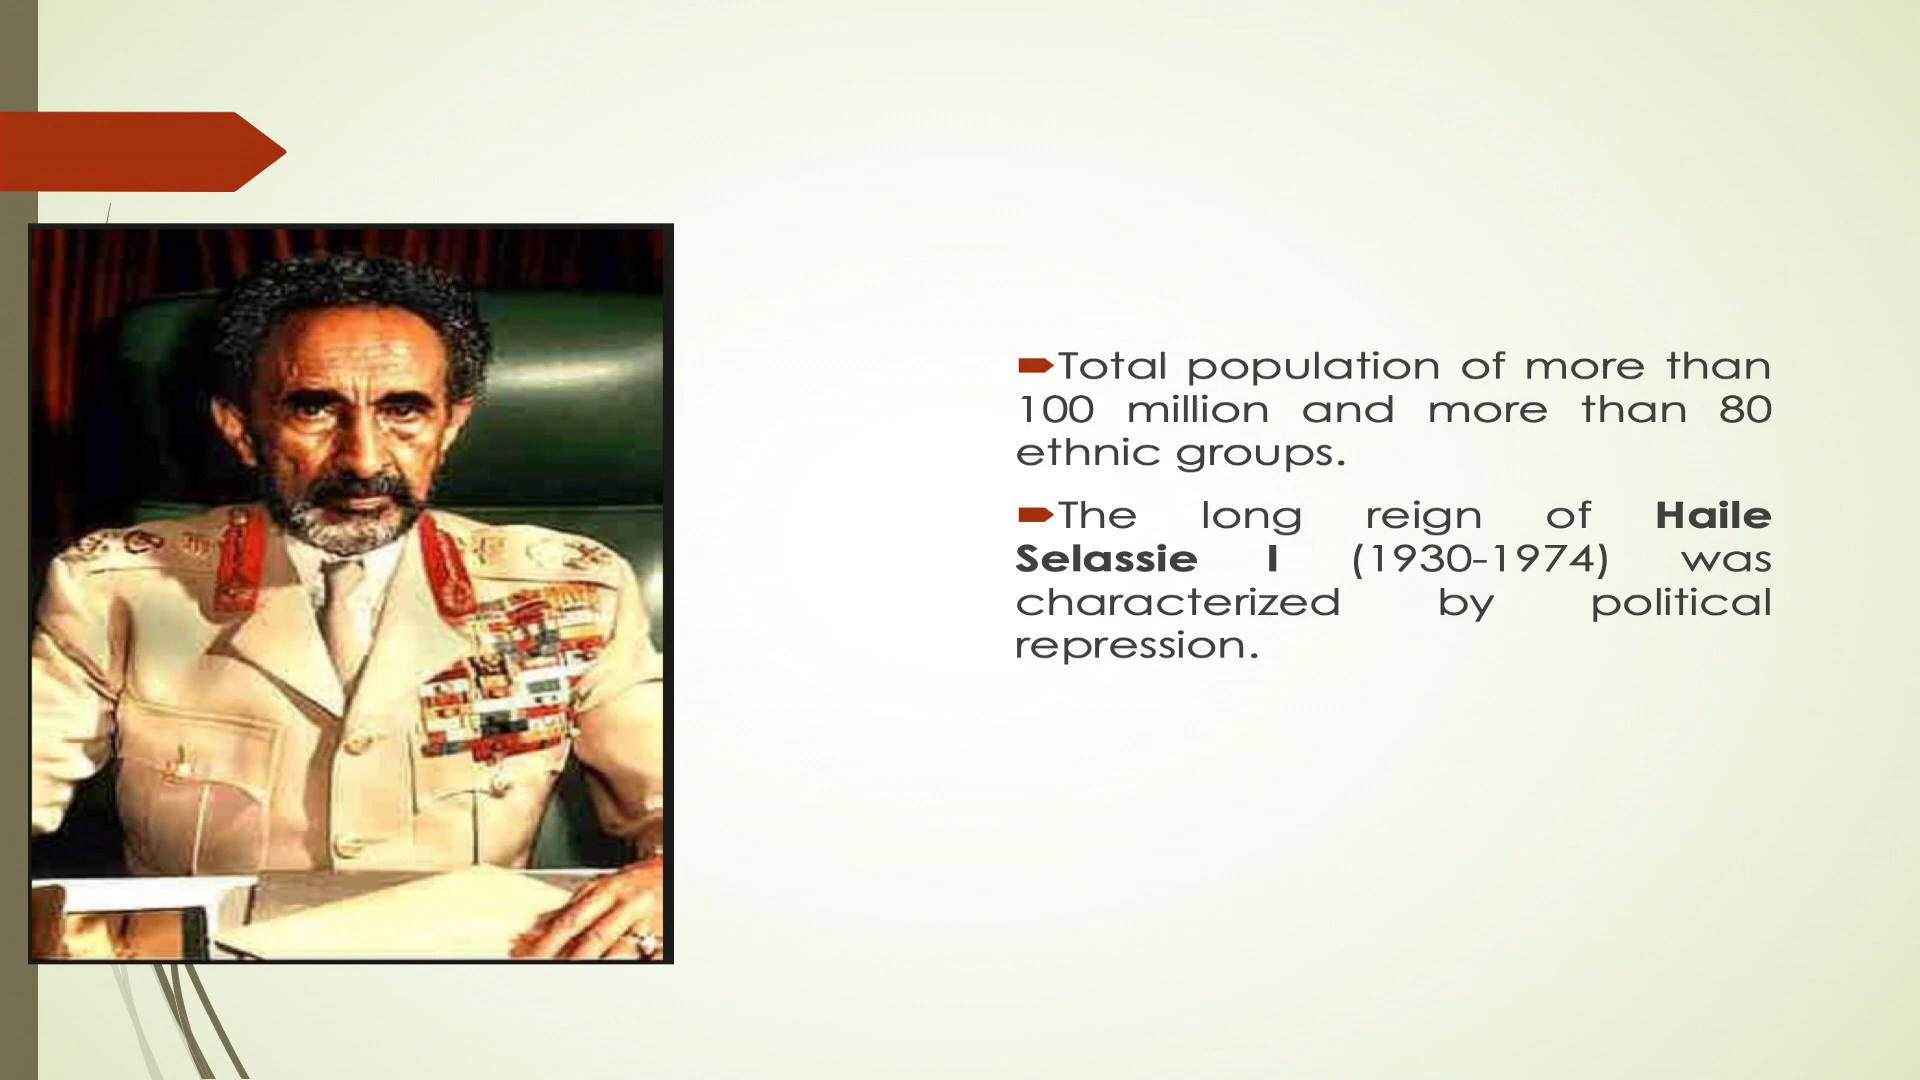 Total population of more than
100 million and more than 80
ethnic groups.
The long reign of Haile
Selassie I (1930-1974) was
characterized by political
repression.